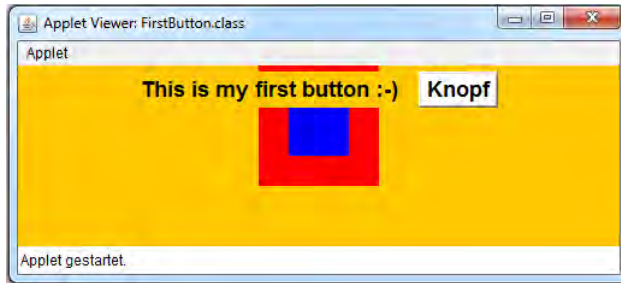 Applet Viewer: FirstButton.class
Applet
This is my first button :-) Knopf
Applet gestartet.